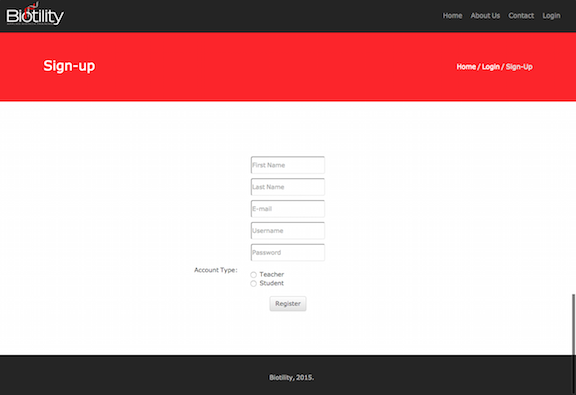 Biotility
Home About Us Contact Login
Sign-up
Home / Login / Sign-Up
First Name
Last Name
E-mail
Username
Password
Account Type:
Teacher
Student
Register
Biotility, 2015.